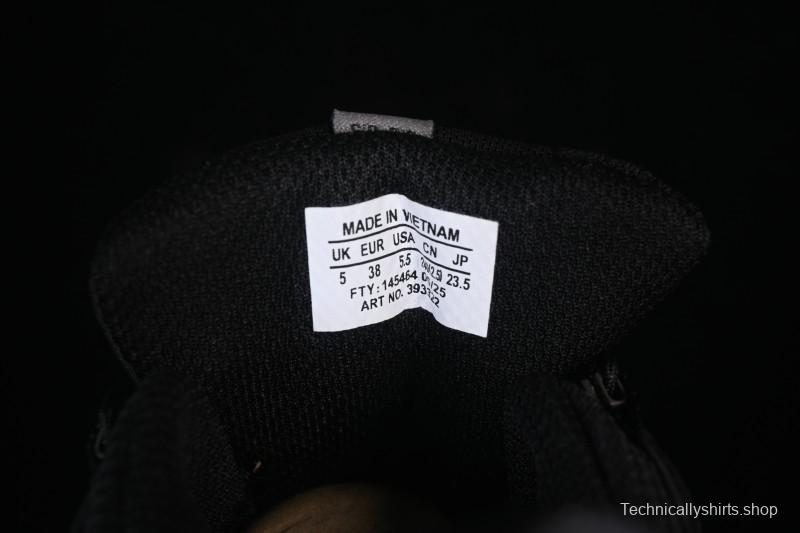 MADE IN VIETNAM
UK EUR USA CN JP
5 38 5.5 23.5
FTY: 145464
ART NO.
Technicallyshirts.shop